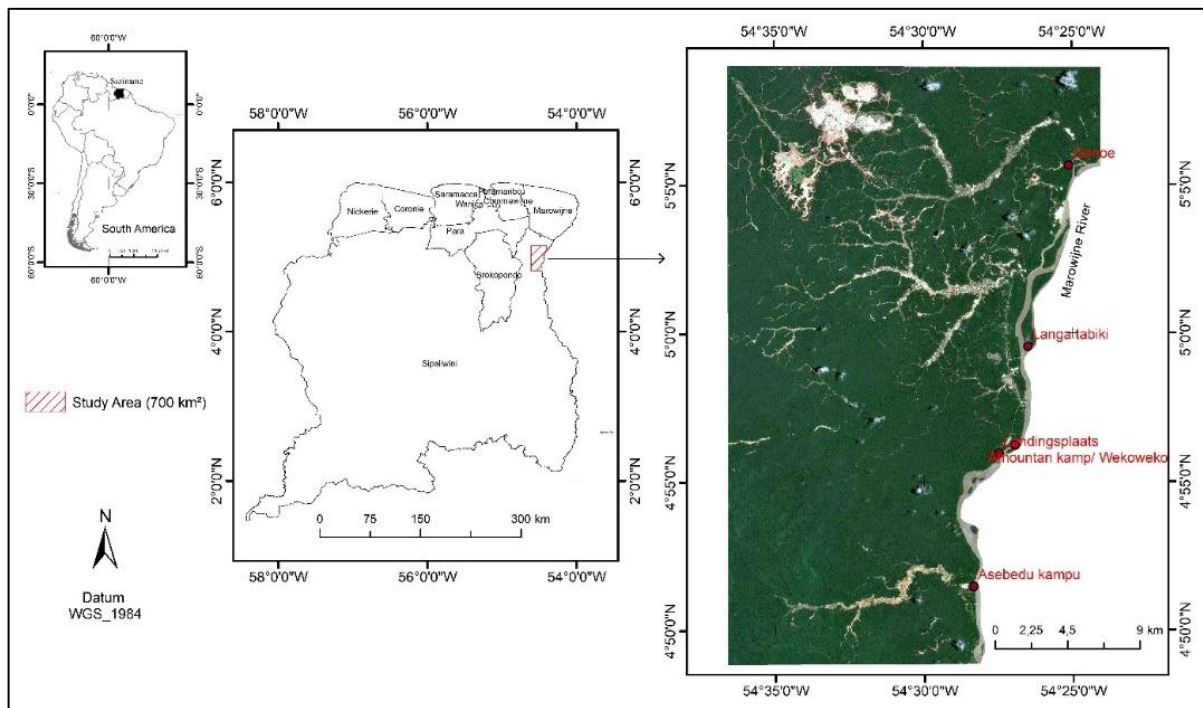 60°0'0"W
Suriname
0°0'0"
0°0'0"
30°0'0"S
30°0'0"S
South America
60°0'0"S
60°0'0"S
60°0'0"W
Study Area (700 km²)
N
Datum
WGS_1984
58°0'0"W
56°0'0"W
54°0'0"W
6°0'0"N
6°0'0"N
Nickerie
Coronie
Saramacca
Wanica
Paramaribo
Commewijne
Marowijne
Para
Brokopondo
Sipaliwini
4°0'0"N
4°0'0"N
2°0'0"N
2°0'0"N
0 75 150 300 km
58°0'0"W
56°0'0"W
54°0'0"W
54°35'0"W
54°30'0"W
54°25'0"W
5°5'0"N
5°5'0"N
Marowijne River
Langatabiki
5°0'0"N
5°0'0"N
Landingsplaats
Amountan kamp/ Wekoweko
4°55'0"N
4°55'0"N
Asebedu kampu
4°50'0"N
4°50'0"N
0 2,25 4,5 9 km
54°35'0"W
54°30'0"W
54°25'0"W